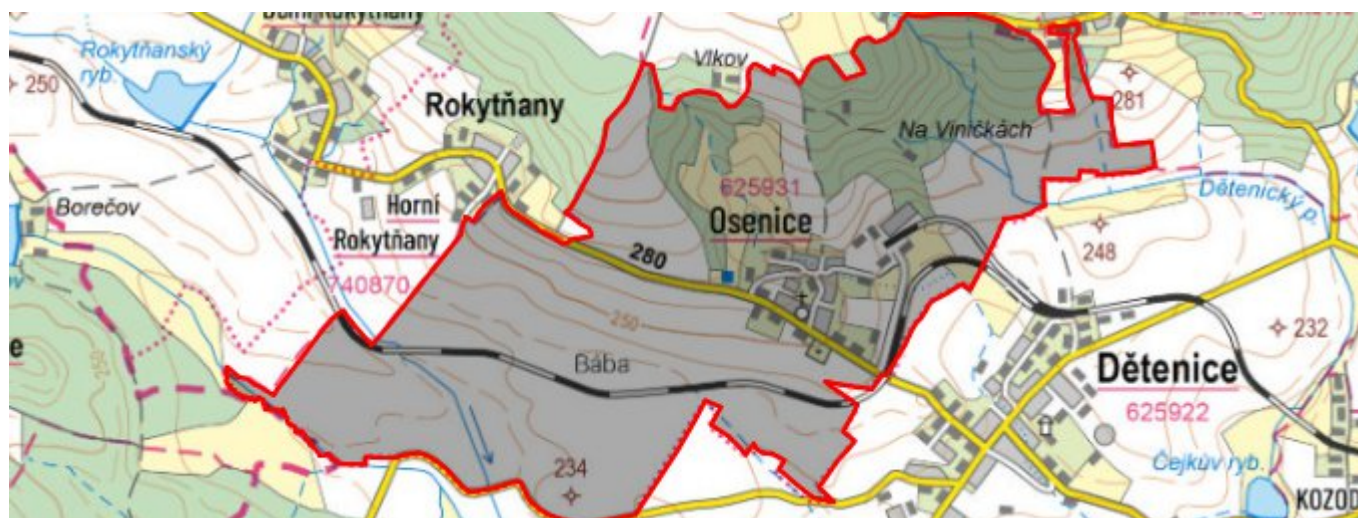 Rokytňanský
ryb.
250
Vlkov
Rokytňany
281
Na Viničkách
Borečov
Horní
Rokytňany
740870
625931
Osenice
280
Dětenický p.
248
250
250
232
Bába
Dětenice
625922
234
Čejkův ryb.
KOZOD